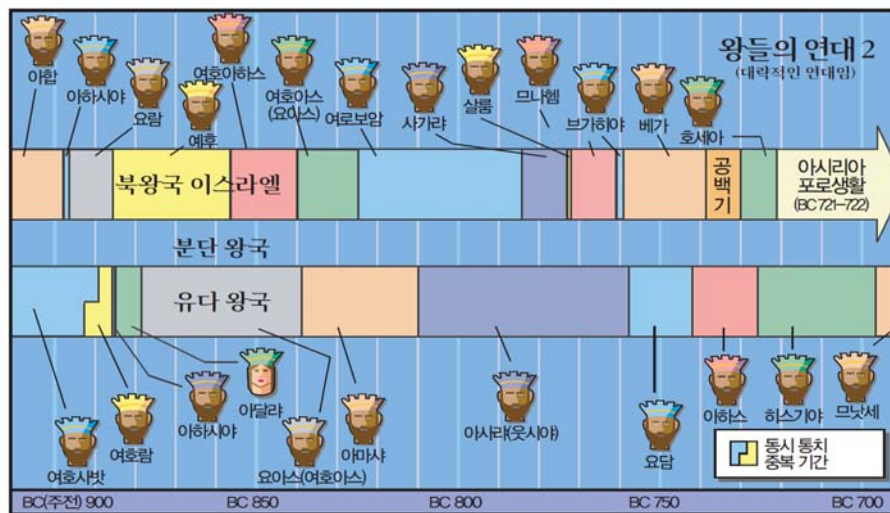 왕들의 연대 2
(대략적인 연대임)
아합
아하시야
요람
예후
여호아하스
여호아스
(요아스)
여로보암
사가랴
살룸
므나헴
브가히야
베가
호세아
북왕국 이스라엘
공
백
기
아시리아
포로생활
(BC 721–722)
분단 왕국
유다 왕국
여호사밧
여호람
아하시야
아달랴
요아스(여호아스)
아마샤
아사랴(웃시야)
요담
아하스
히스기야
므낫세
동시 통치
중복 기간
BC(주전) 900
BC 850
BC 800
BC 750
BC 700